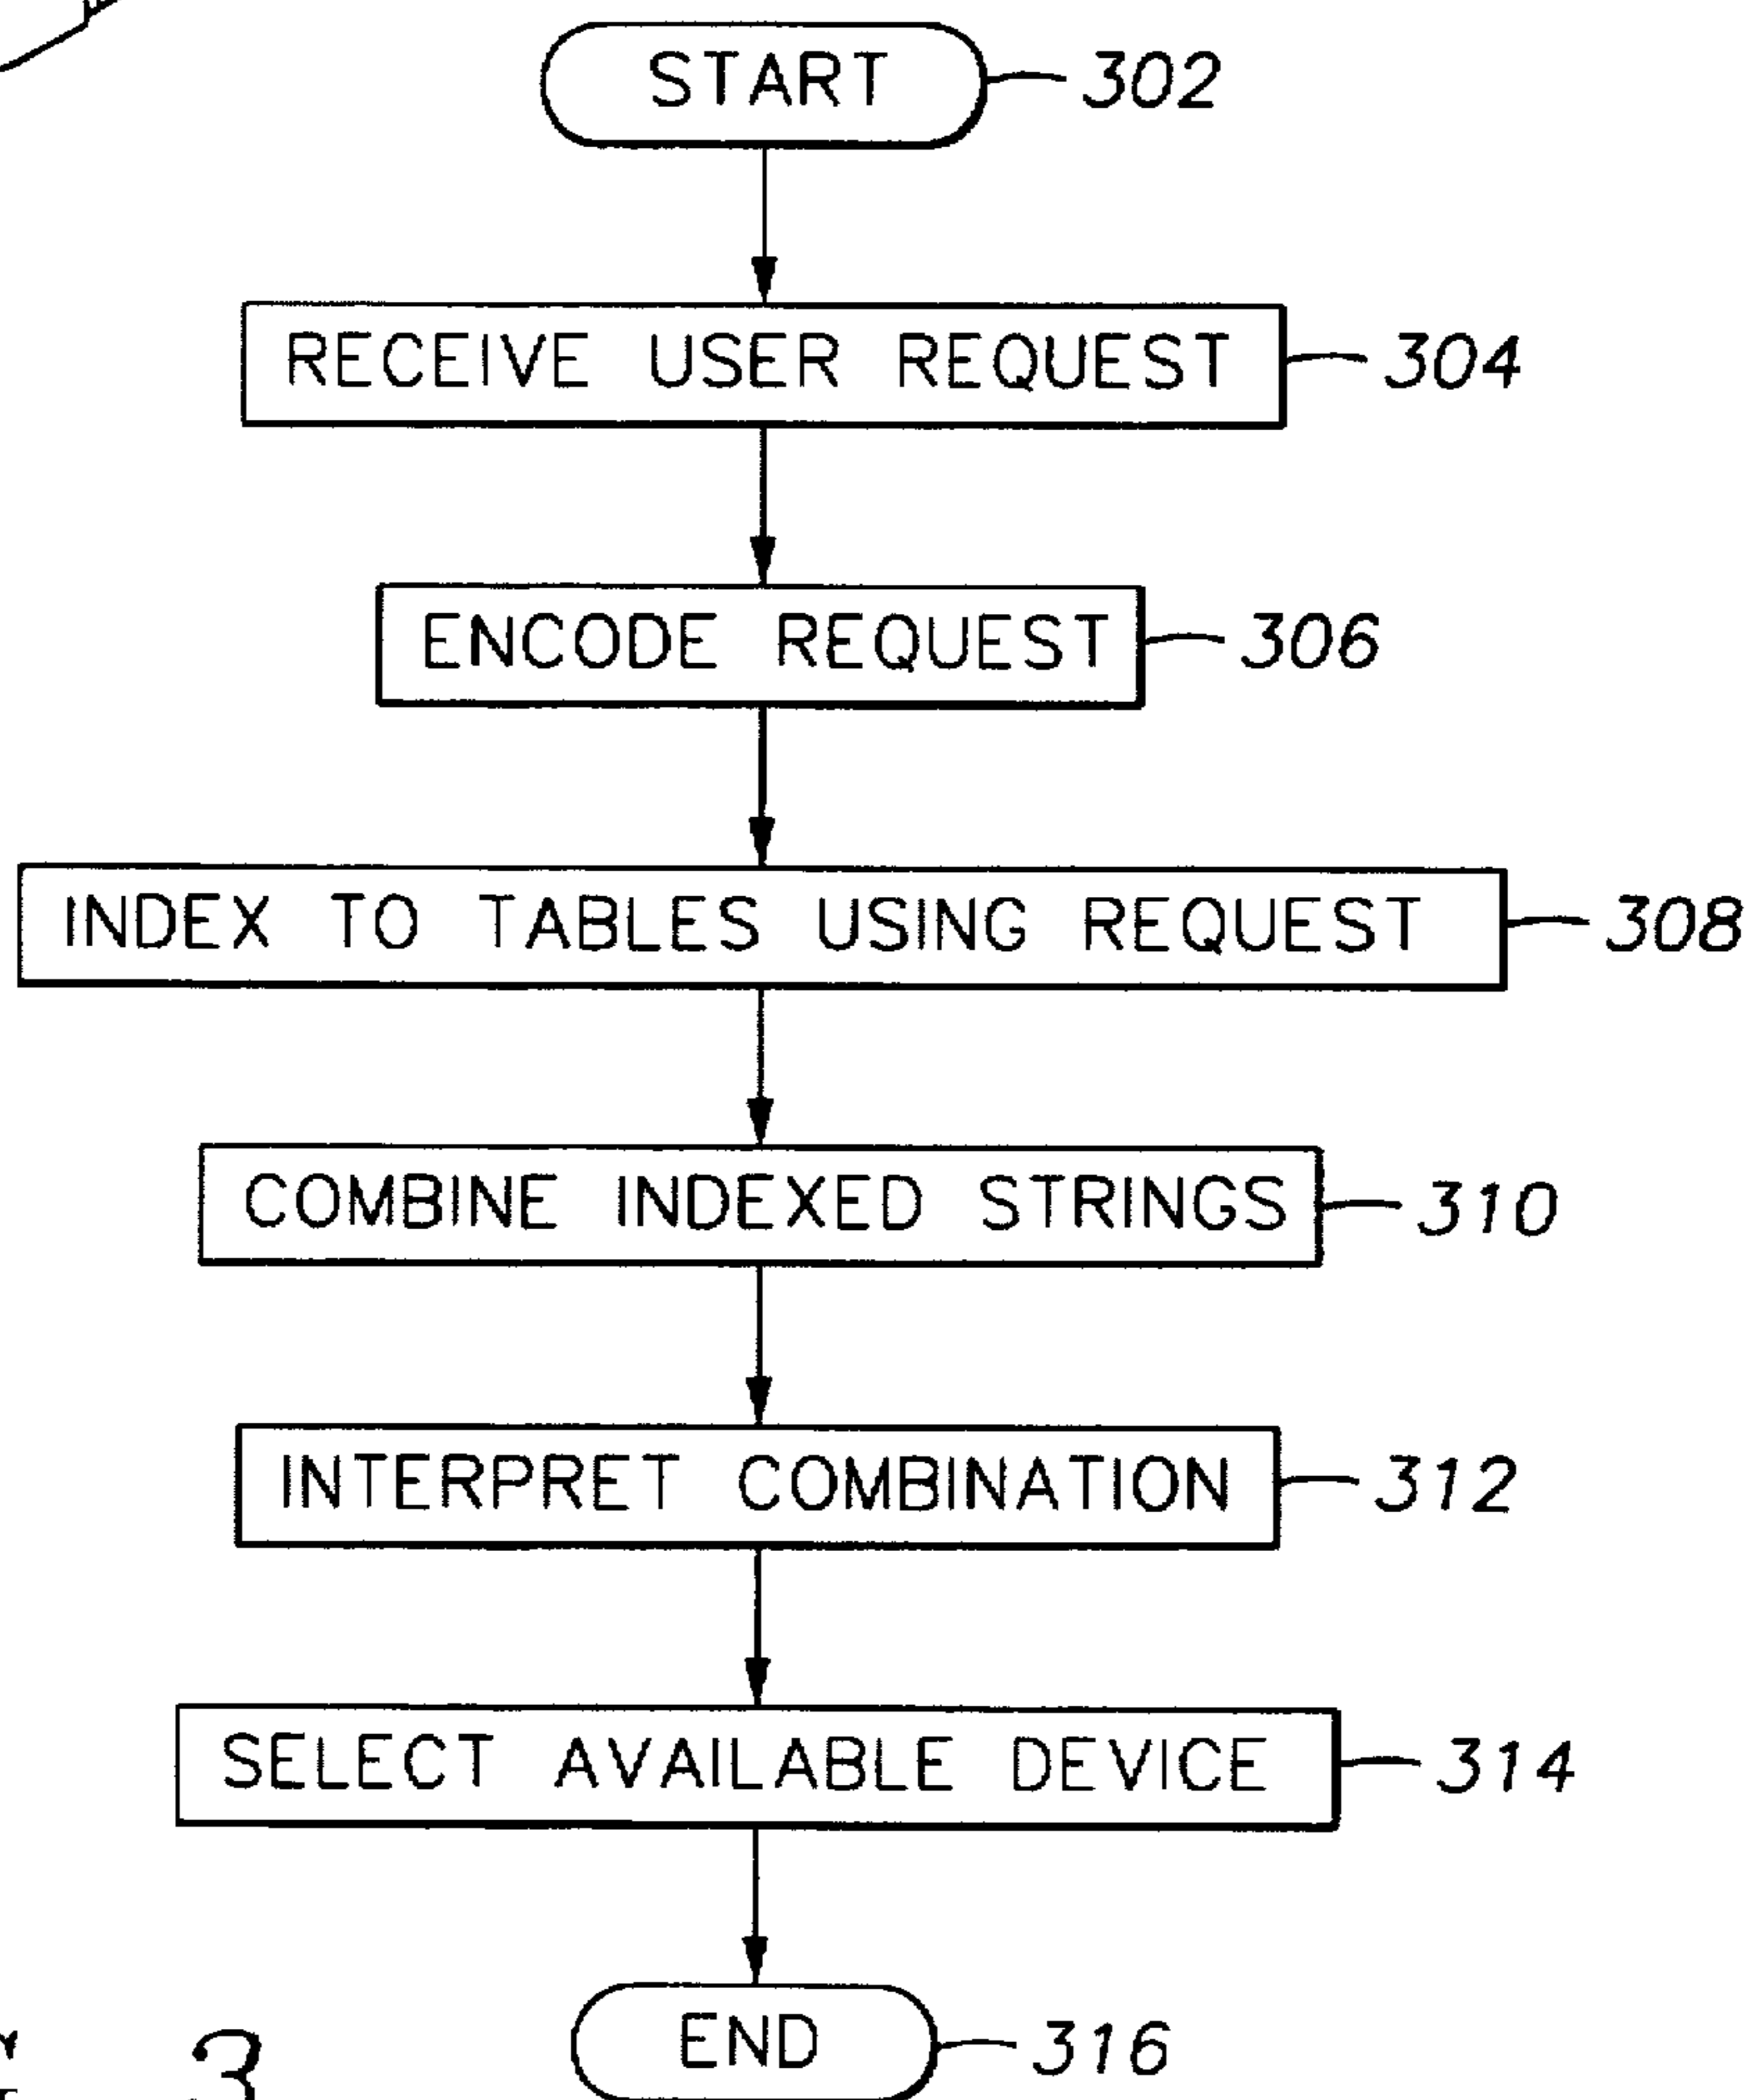 START 302
RECEIVE USER REQUEST 304
ENCODE REQUEST 306
INDEX TO TABLES USING REQUEST 308
COMBINE INDEXED STRINGS 310
INTERPRET COMBINATION 312
SELECT AVAILABLE DEVICE 314
END 316
3